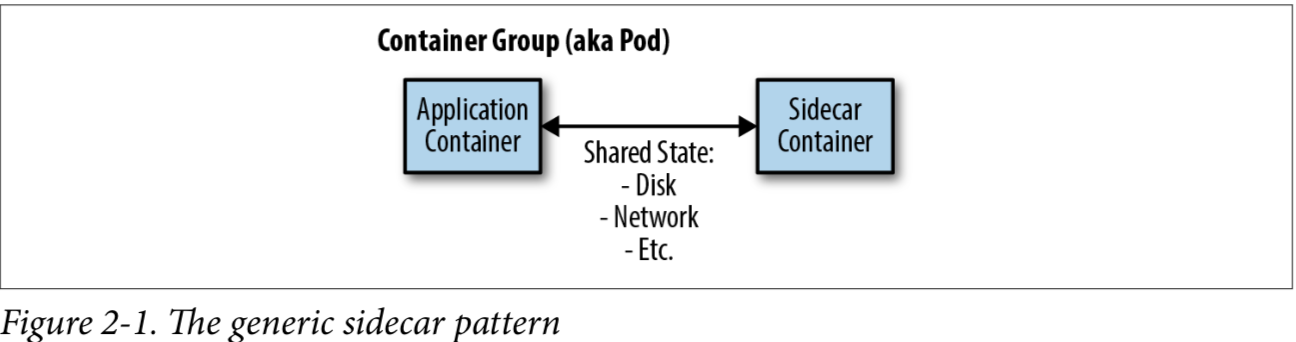 Container Group (aka Pod)
Application
Container
Sidecar
Container
Shared State:
- Disk
- Network
- Etc.
Figure 2-1. The generic sidecar pattern